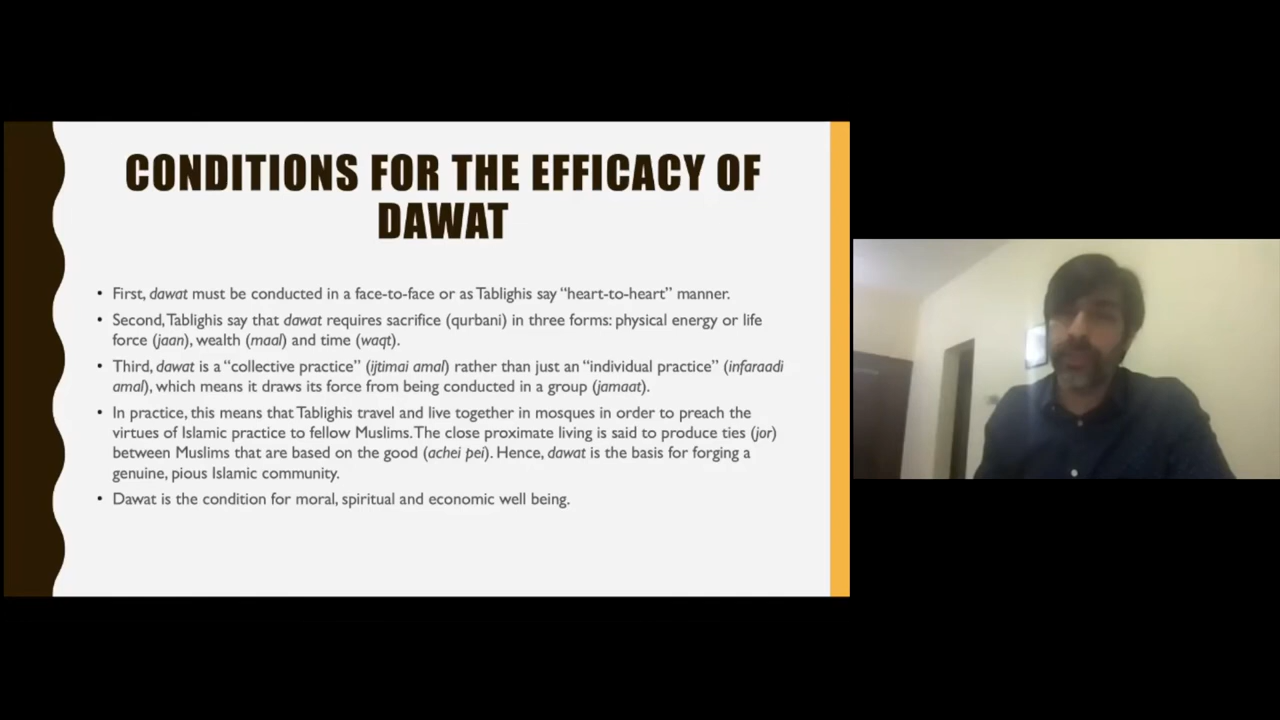 CONDITIONS FOR THE EFFICACY OF
DAWAT
• First, dawat must be conducted in a face-to-face or as Tablighis say “heart-to-heart” manner.
• Second, Tablighis say that dawat requires sacrifice (qurbani) in three forms: physical energy or life
force (jaan), wealth (maal) and time (waqt).
• Third, dawat is a “collective practice” (ijtimai amal) rather than just an “individual practice” (infaraadi
amal), which means it draws its force from being conducted in a group (jamaat).
• In practice, this means that Tablighis travel and live together in mosques in order to preach the
virtues of Islamic practice to fellow Muslims. The close proximate living is said to produce ties (jor)
between Muslims that are based on the good (achei pei). Hence, dawat is the basis for forging a
genuine, pious Islamic community.
• Dawat is the condition for moral, spiritual and economic well being.